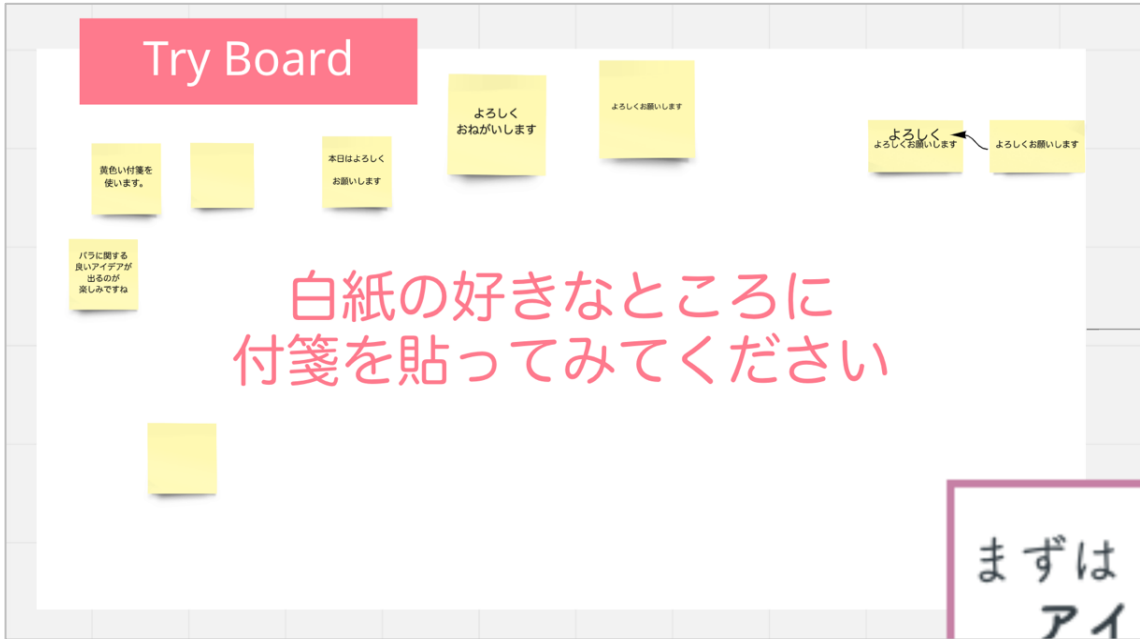 Try Board
よろしく
おねがいします
よろしくお願いします
よろしく
よろしくお願いします
よろしくお願いします
黄色い付箋を
使います。
本日はよろしく
お願いします
バラに関する
良いアイデアが
出るのが
楽しみですね
白紙の好きなところに
付箋を貼ってみてください
まずは
アイ